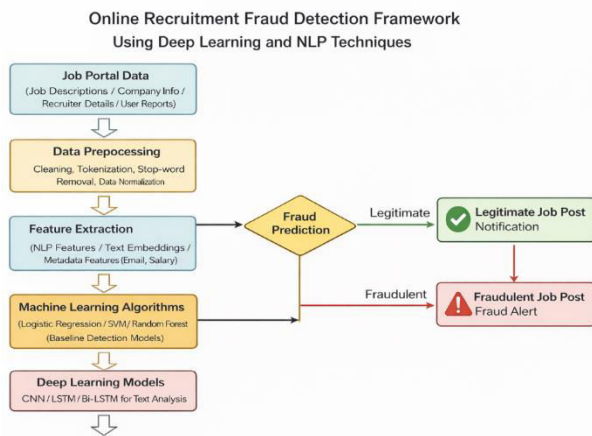 Online Recruitment Fraud Detection Framework
Using Deep Learning and NLP Techniques
Job Portal Data
(Job Descriptions / Company Info /
Recruiter Details / User Reports)
Data Prepocessing
Cleaning, Tokenization, Stop-word
Removal, Data Normalization
Feature Extraction
(NLP Features / Text Embeddings /
Metadata Features (Email, Salary)
Machine Learning Algorithms
(Logistic Regression / SVM / Random Forest
(Baseline Detection Models)
Deep Learning Models
CNN / LSTM / Bi-LSTM for Text Analysis
Fraud
Prediction
Legitimate
Legitimate Job Post
Notification
Fraudulent
Fraudulent Job Post
Fraud Alert